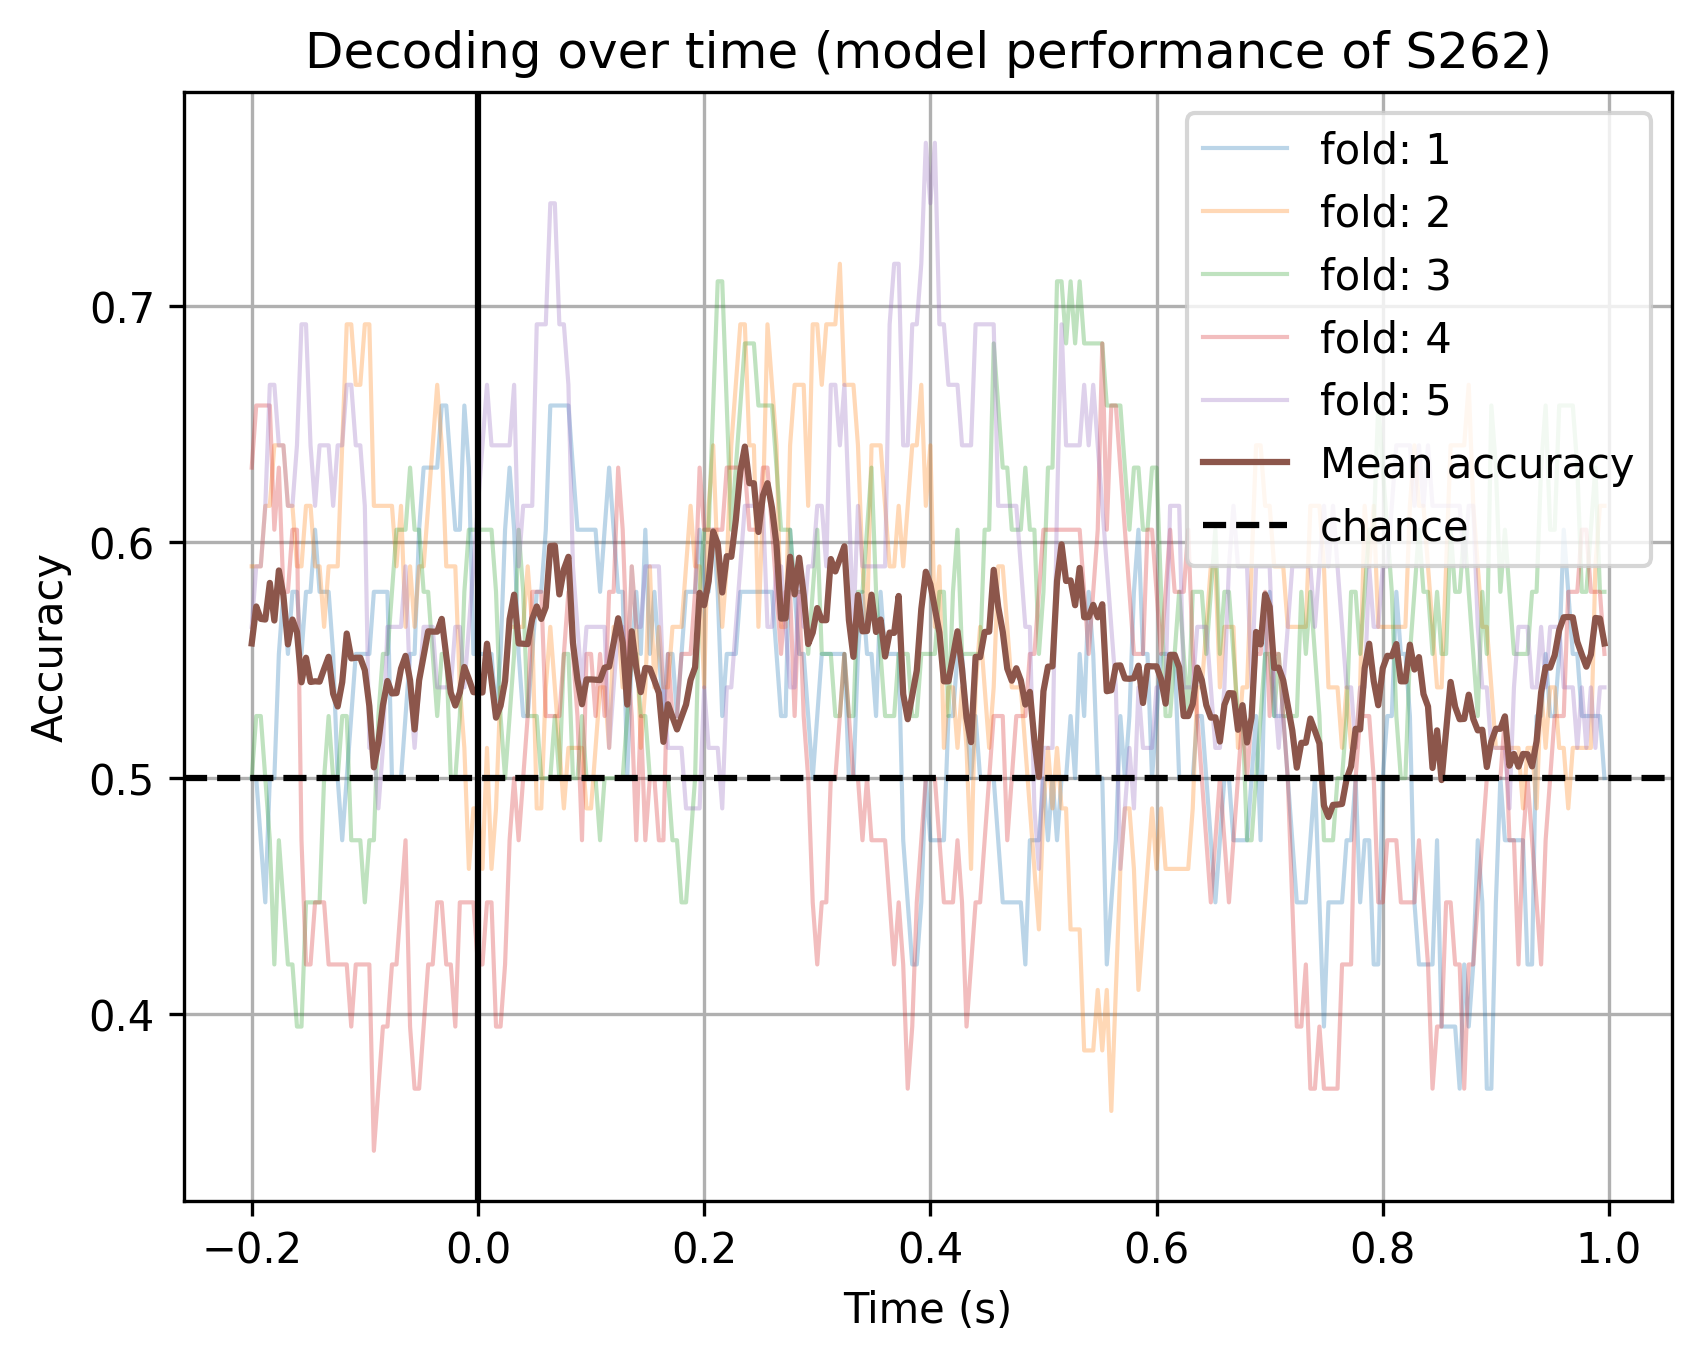 Decoding over time (model performance of S262)
fold: 1
fold: 2
fold: 3
fold: 4
fold: 5
Mean accuracy
chance
Accuracy
0.7
0.6
0.5
0.4
−0.2 0.0 0.2 0.4 0.6 0.8 1.0
Time (s)